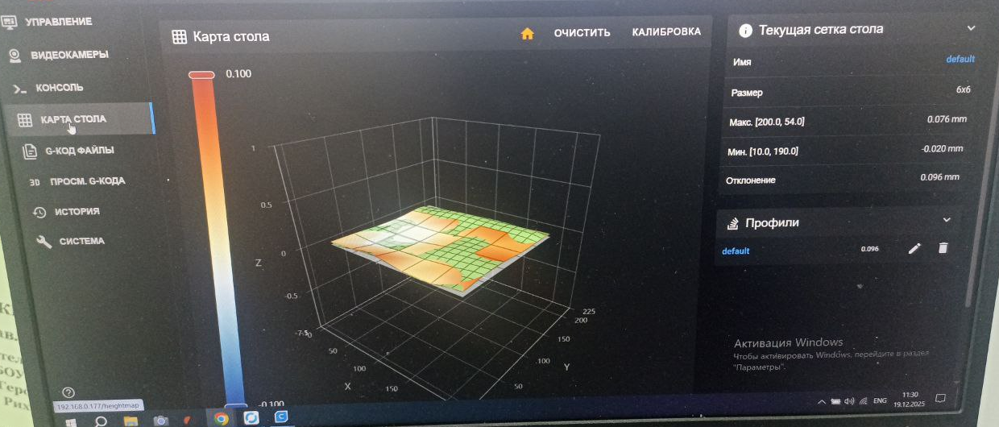 УПРАВЛЕНИЕ
ВИДЕОКАМЕРЫ
КОНСОЛЬ
КАРТА СТОЛА
G-КОД ФАЙЛЫ
3D ПРОСМ. G-КОДА
ИСТОРИЯ
СИСТЕМА
192.168.0.177/heightmap
Карта стола
ОЧИСТИТЬ
КАЛИБРОВКА
0.100
-0.100
1
0.5
0
-0.5
Z
50
100
150
X
50
100
150
200
225
Y
Текущая сетка стола
Имя default
Размер 6x6
Макс. [200.0, 54.0] 0.076 mm
Мин. [10.0, 190.0] -0.020 mm
Отклонение 0.096 mm
Профили
default 0.096
Активация Windows
Чтобы активировать Windows, перейдите в раздел
"Параметры".
ENG
11:30
19.12.2025